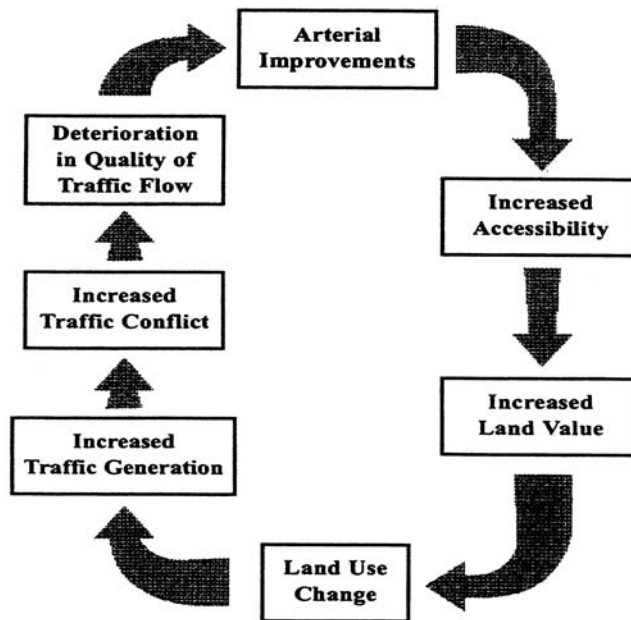 Arterial
Improvements
Increased
Accessibility
Increased
Land Value
Land Use
Change
Increased
Traffic Generation
Increased
Traffic Conflict
Deterioration
in Quality of
Traffic Flow